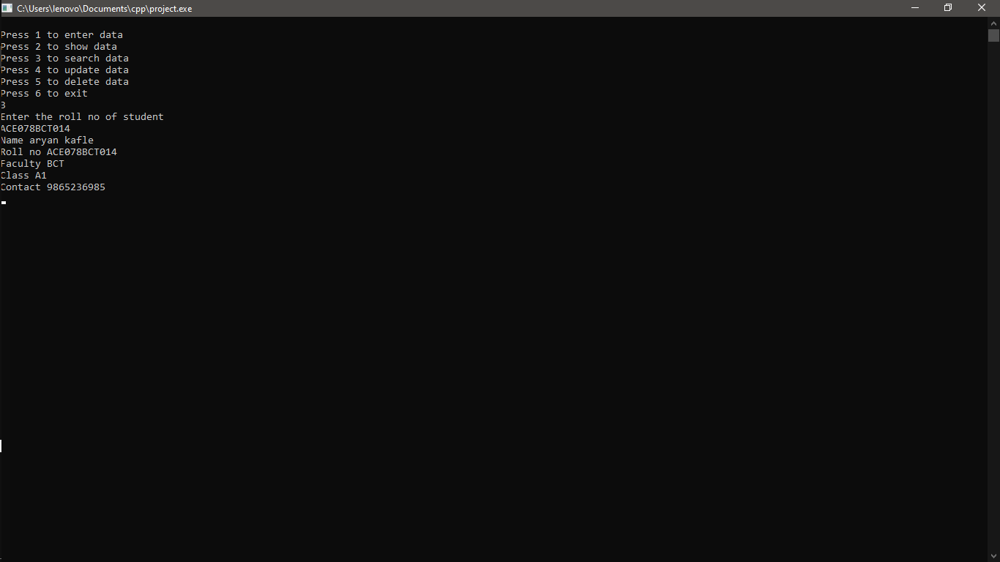 C:\Users\lenovo\Documents\cpp\project.exe
Press 1 to enter data
Press 2 to show data
Press 3 to search data
Press 4 to update data
Press 5 to delete data
Press 6 to exit
3
Enter the roll no of student
ACE078BCT014
Name aryan kafle
Roll no ACE078BCT014
Faculty BCT
Class A1
Contact 9865236985